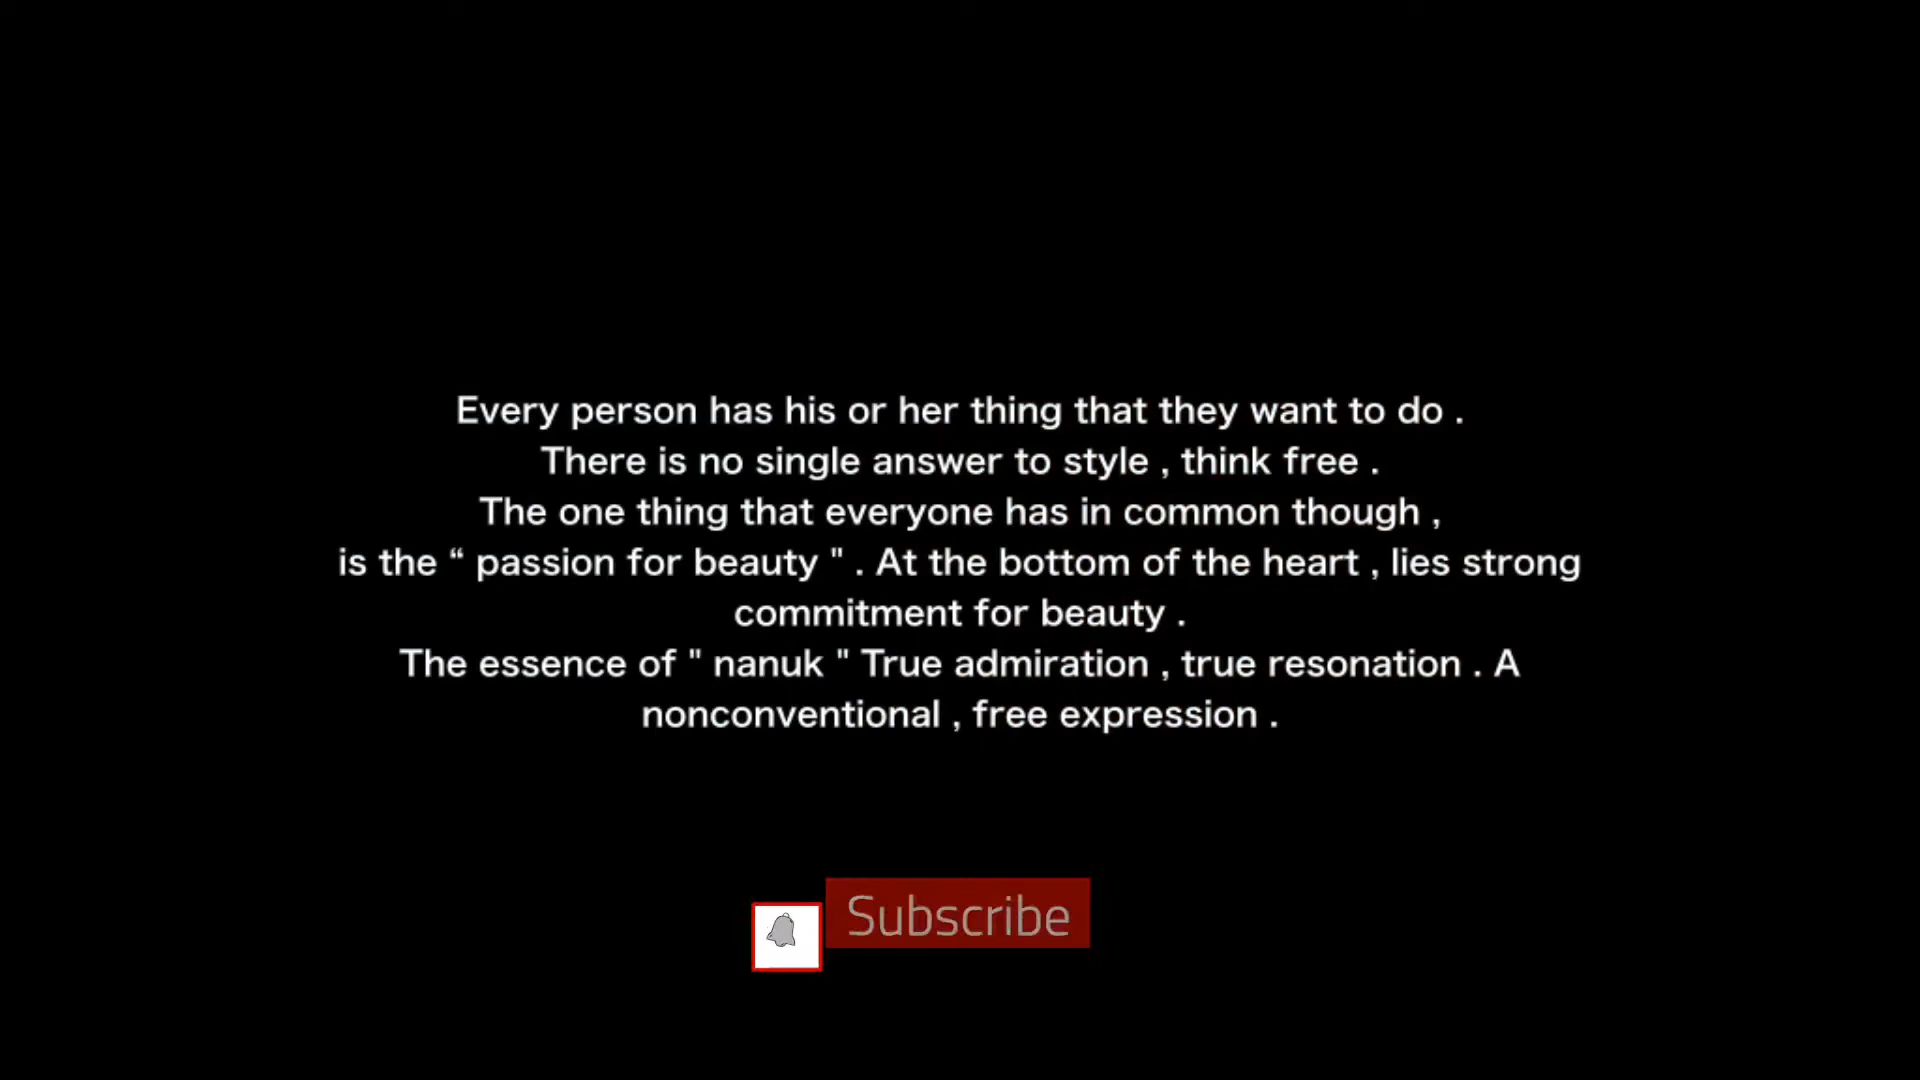 Every person has his or her thing that they want to do .
There is no single answer to style , think free .
The one thing that everyone has in common though ,
is the “ passion for beauty " . At the bottom of the heart , lies strong
commitment for beauty .
The essence of " nanuk " True admiration , true resonation . A
nonconventional , free expression .
Subscribe